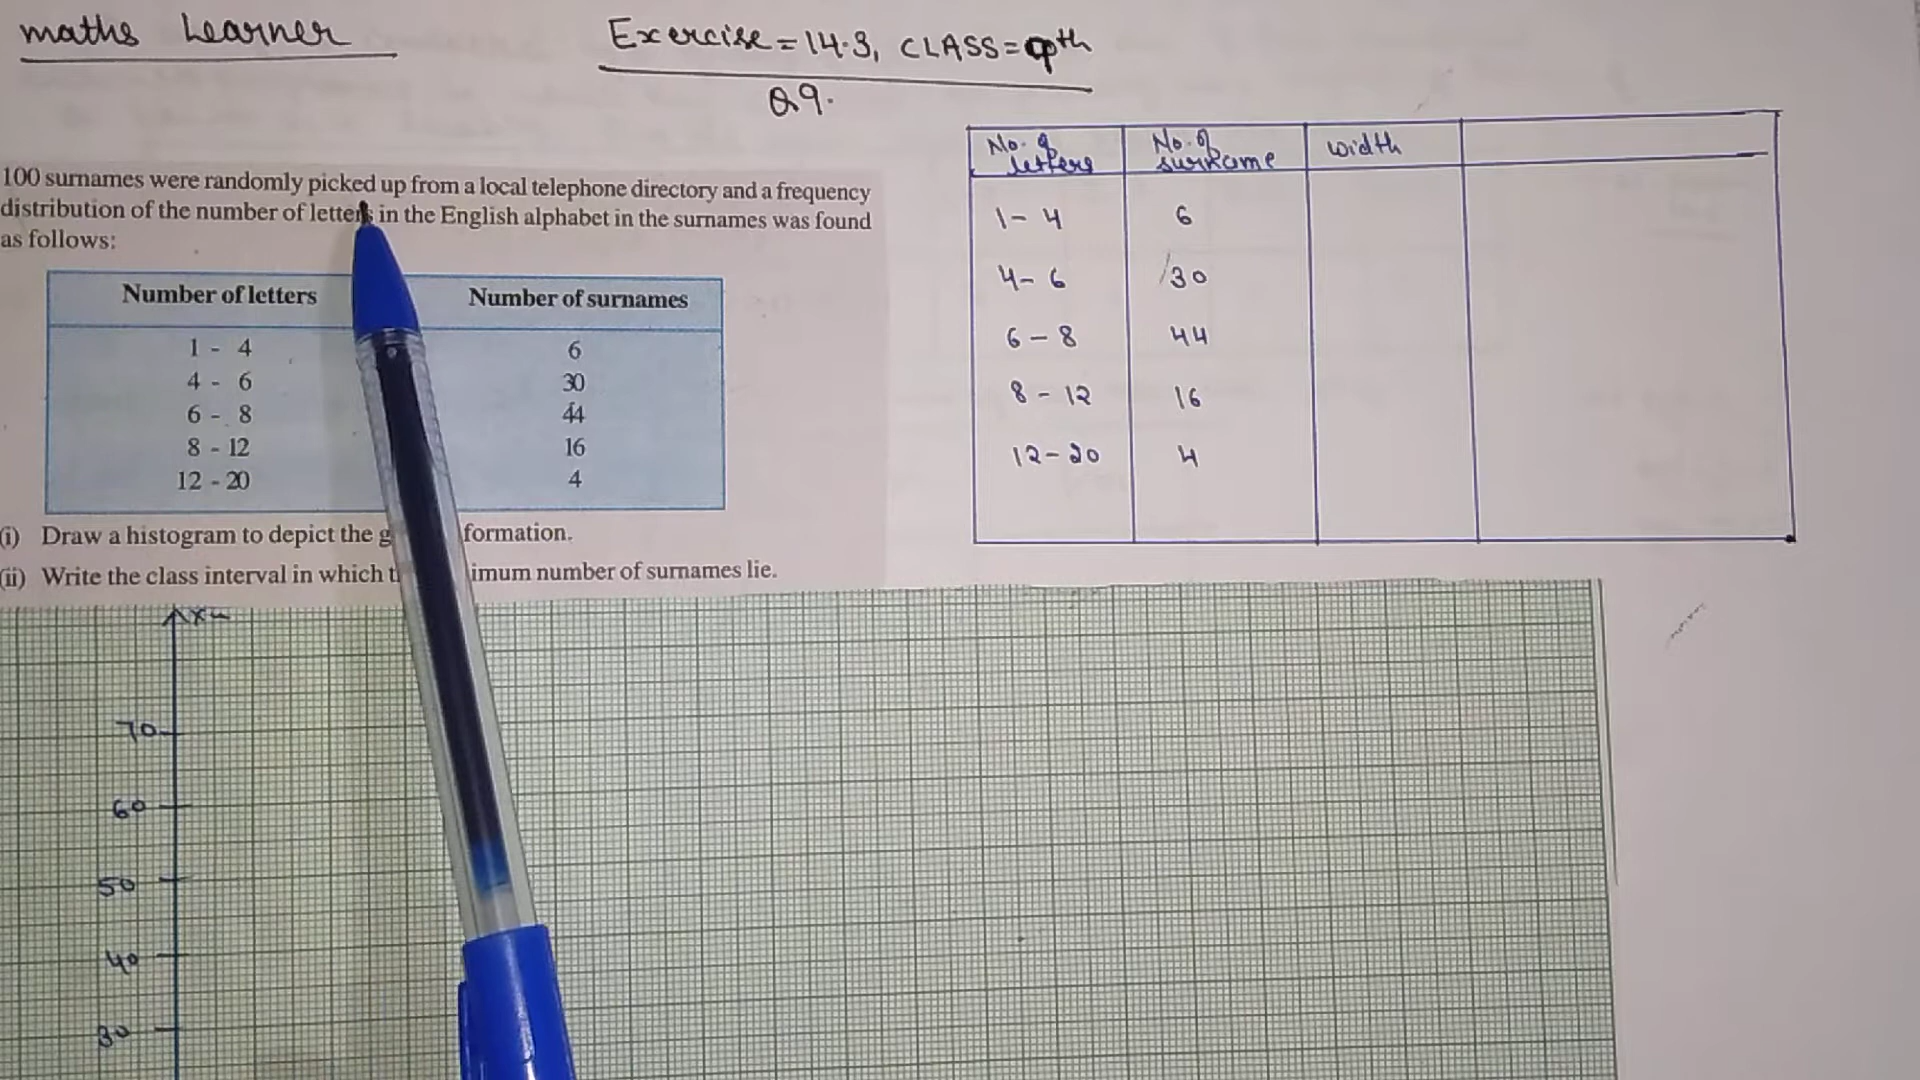 maths Learner
Exercise = 14.3, CLASS = 9th
Q9.
100 surnames were randomly picked up from a local telephone directory and a frequency
distribution of the number of letters in the English alphabet in the surnames was found
as follows:
Number of letters Number of surnames
1 - 4 6
4 - 6 30
6 - 8 44
8 - 12 16
12 - 20 4
(i) Draw a histogram to depict the g formation.
(ii) Write the class interval in which t imum number of surnames lie.
No. of letters No. of surname width
1 - 4 6
4 - 6 30
6 - 8 44
8 - 12 16
12 - 20 4
70
60
50
40
30